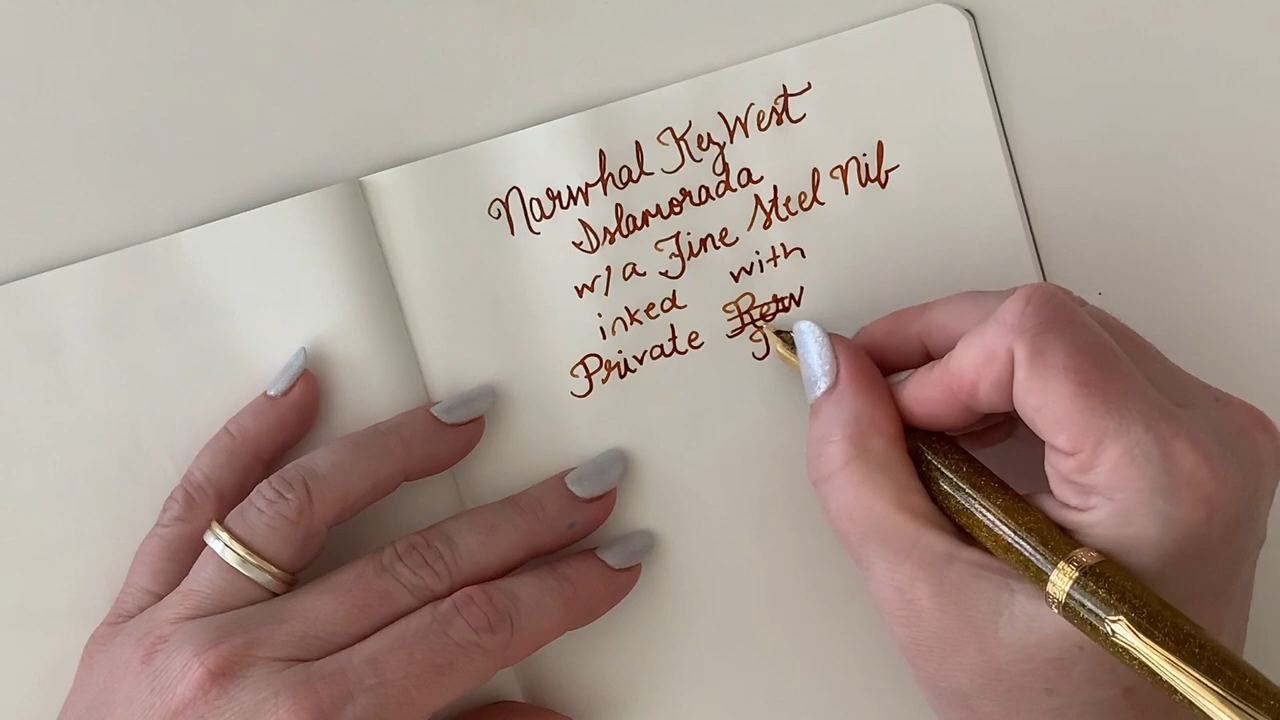 Narwhal Key West
Islamorada
w/ a Fine Steel Nib
inked with
Private